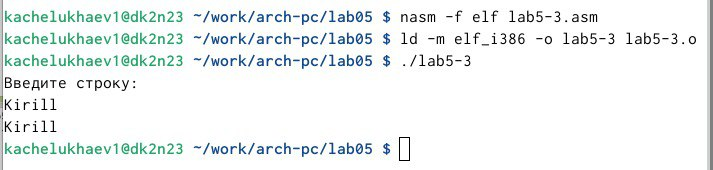 kachelukhaev1@dk2n23 ~/work/arch-pc/lab05 $ nasm -f elf lab5-3.asm
kachelukhaev1@dk2n23 ~/work/arch-pc/lab05 $ ld -m elf_i386 -o lab5-3 lab5-3.o
kachelukhaev1@dk2n23 ~/work/arch-pc/lab05 $ ./lab5-3
Введите строку:
Kirill
Kirill
kachelukhaev1@dk2n23 ~/work/arch-pc/lab05 $